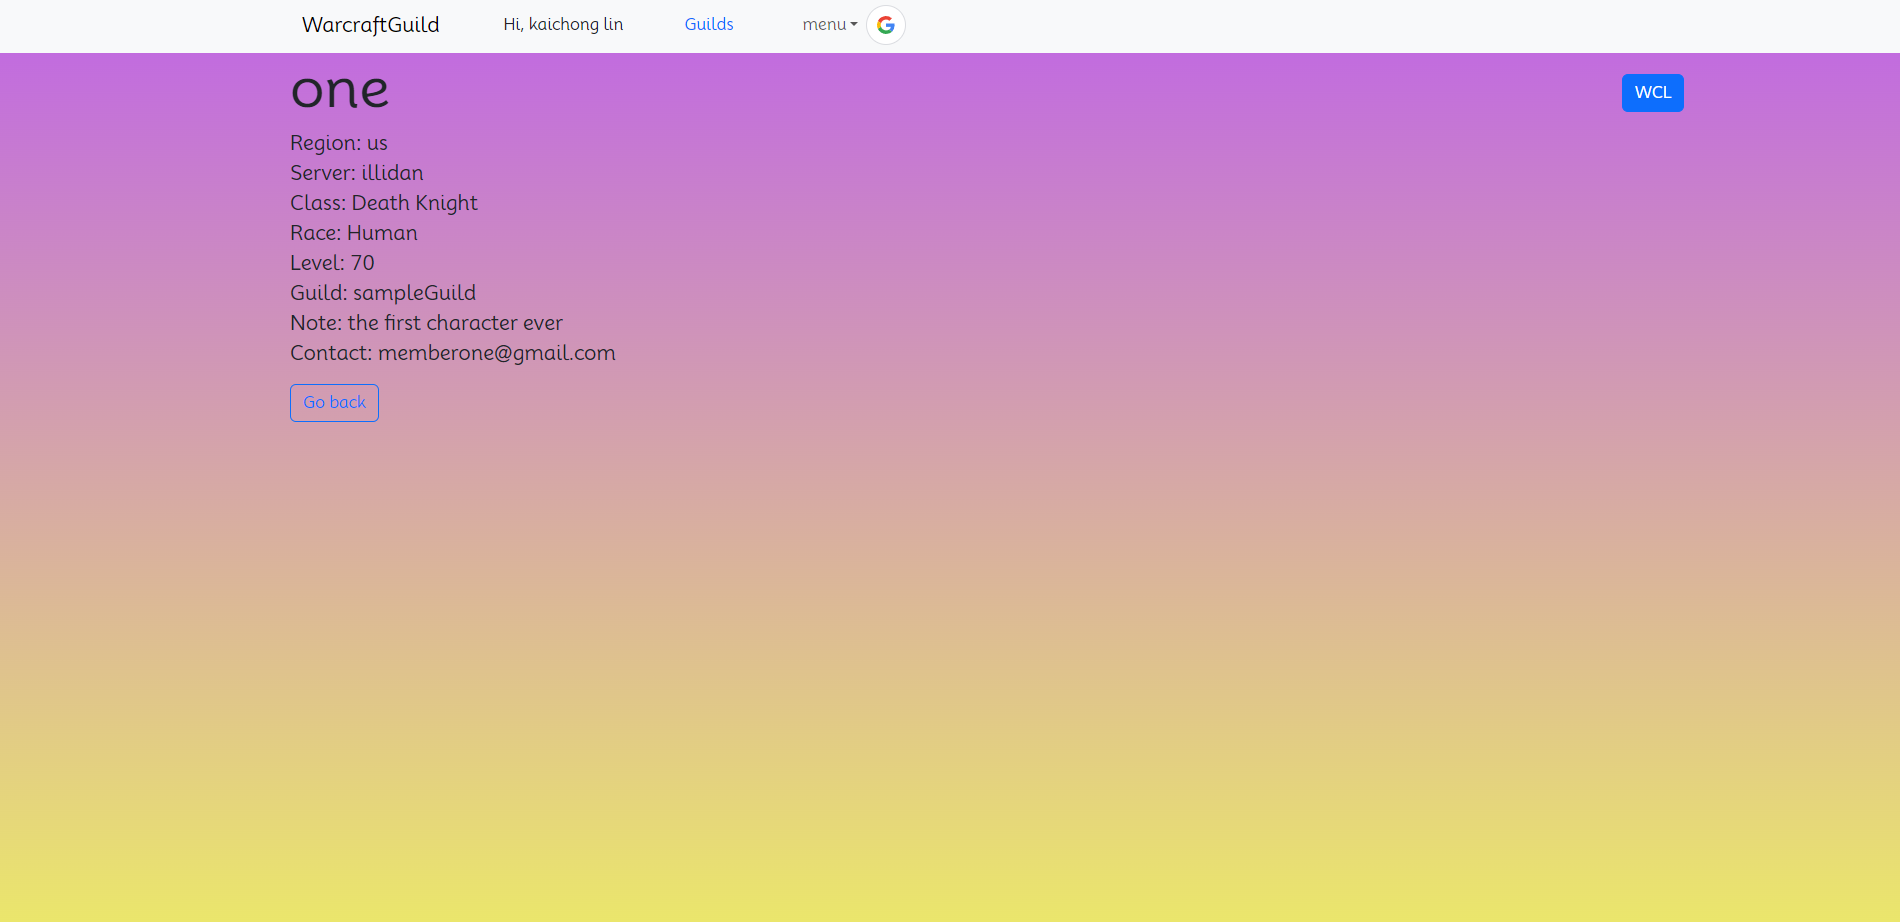 WarcraftGuild Hi, kaichong lin Guilds menu
one WCL
Region: us
Server: illidan
Class: Death Knight
Race: Human
Level: 70
Guild: sampleGuild
Note: the first character ever
Contact: memberone@gmail.com
Go back